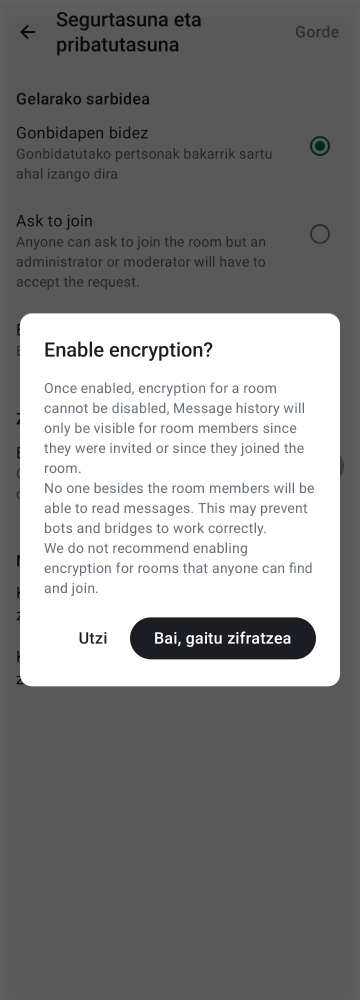 Segurtasuna eta
pribatutasuna
Gorde
Gelarako sarbidea
Gonbidapen bidez
Gonbidatutako pertsonak bakarrik sartu
ahal izango dira
Ask to join
Anyone can ask to join the room but an
administrator or moderator will have to
accept the request.
Enable encryption?
Once enabled, encryption for a room
cannot be disabled, Message history will
only be visible for room members since
they were invited or since they joined the
room.
No one besides the room members will be
able to read messages. This may prevent
bots and bridges to work correctly.
We do not recommend enabling
encryption for rooms that anyone can find
and join.
Utzi
Bai, gaitu zifratzea